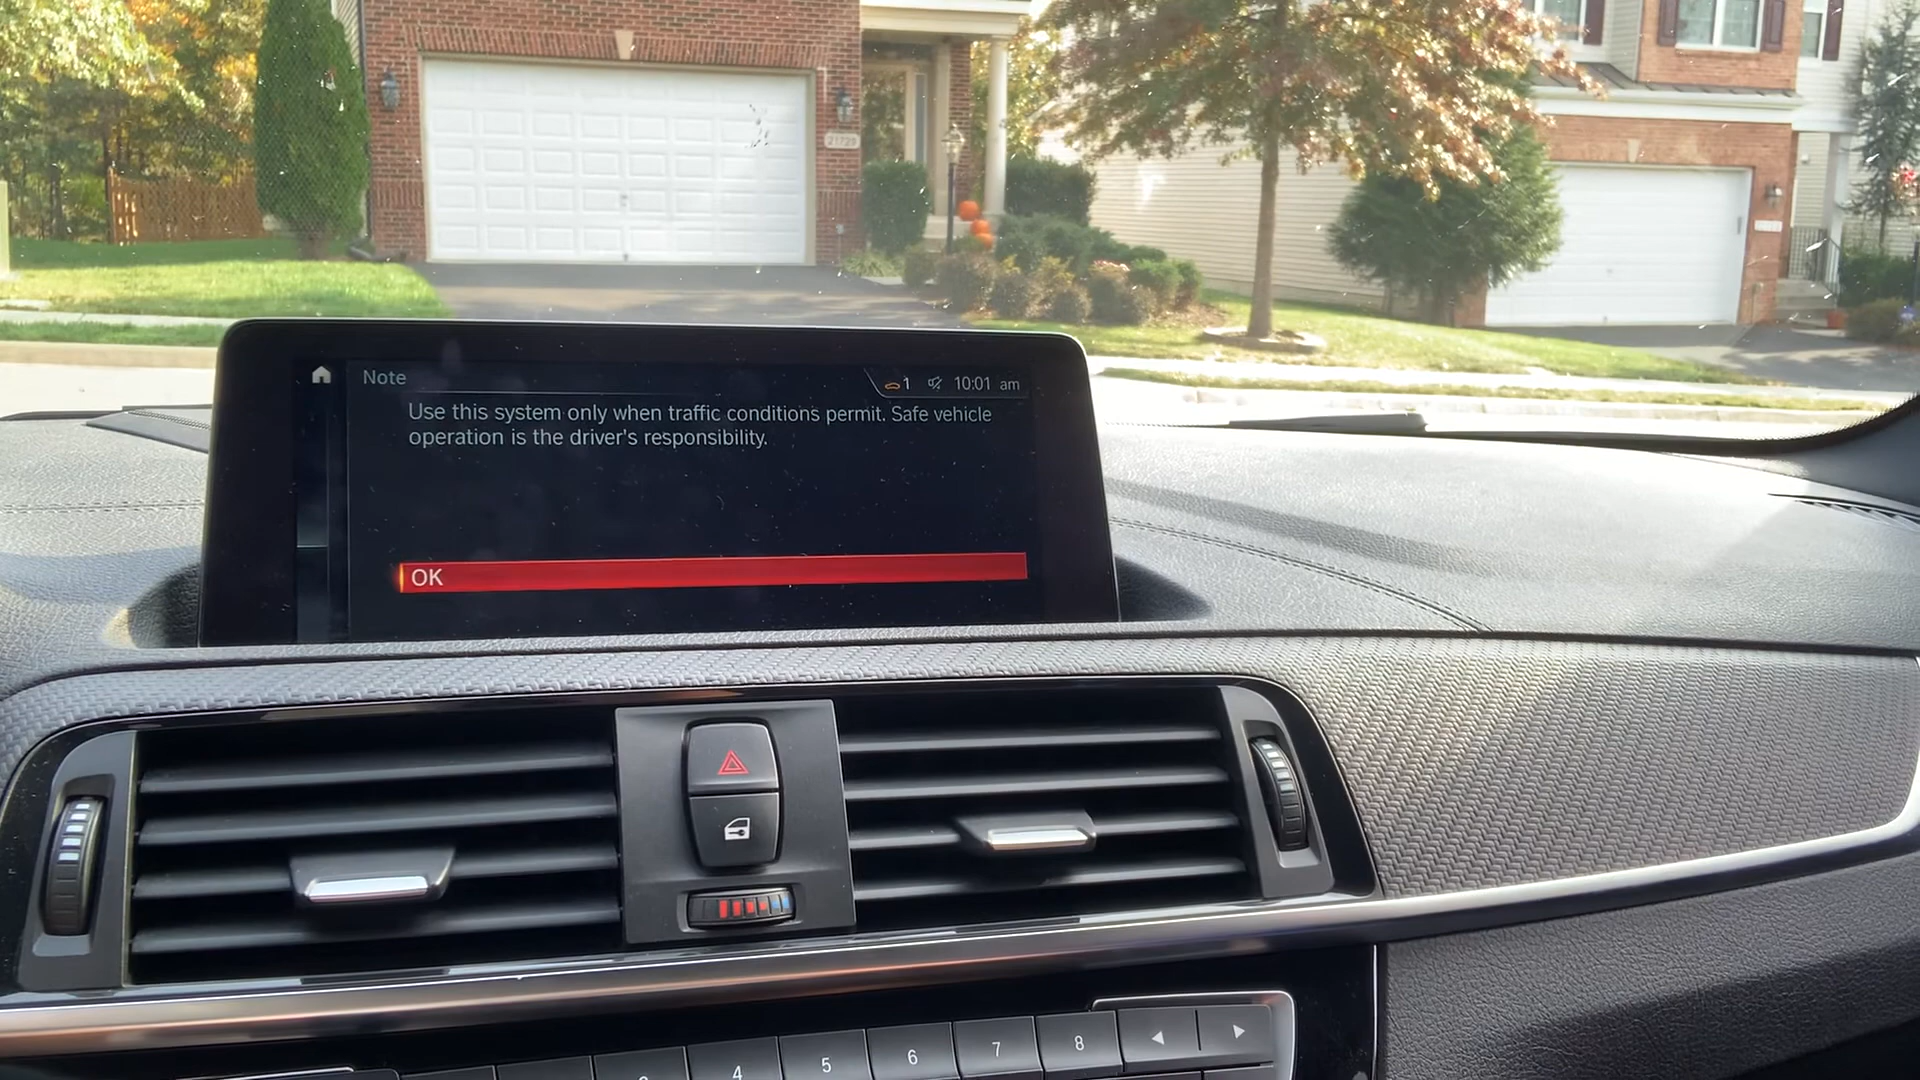 21729
Note
1 10:01 am
Use this system only when traffic conditions permit. Safe vehicle
operation is the driver's responsibility.
OK
4 5 6 7 8